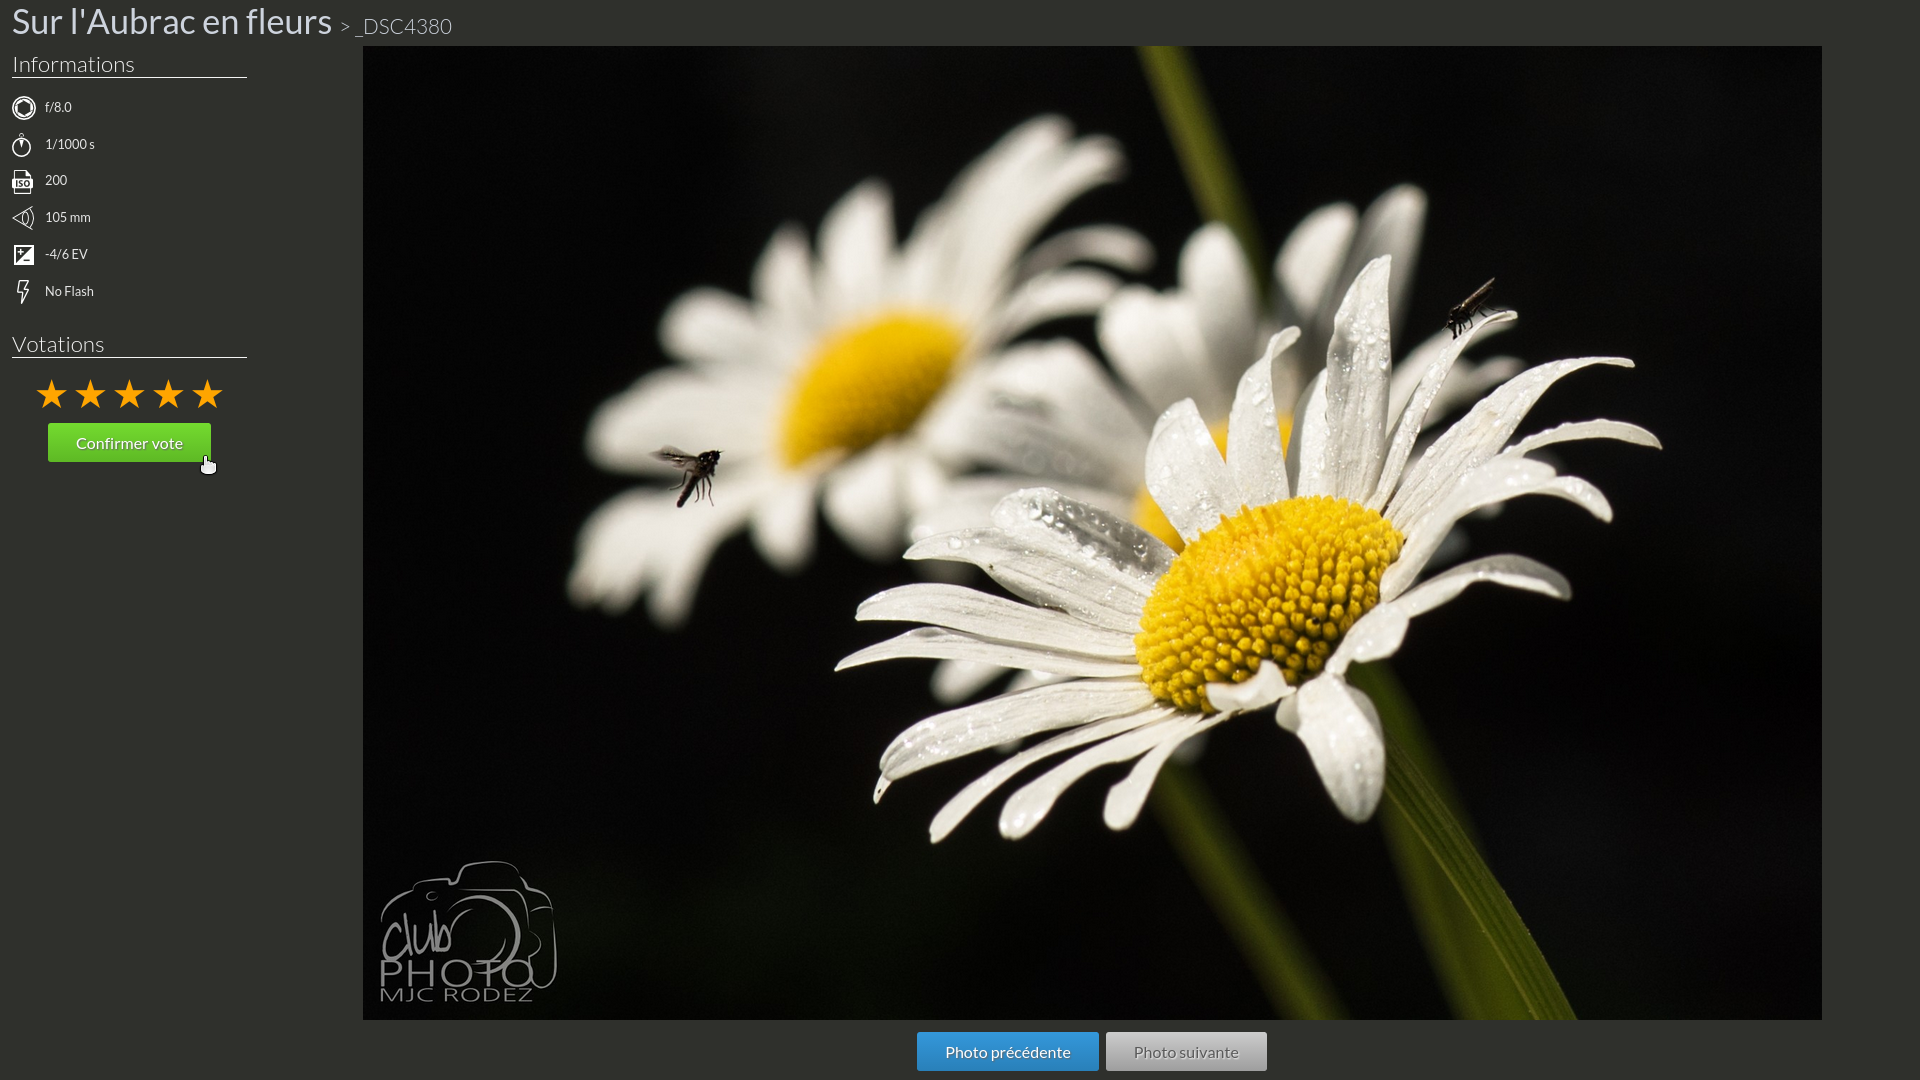 Sur l'Aubrac en fleurs > _DSC4380
Informations
f/8.0
1/1000 s
ISO 200
105 mm
-4/6 EV
No Flash
Votations
Confirmer vote
club
PHOTO
MJC RODEZ
Photo précédente
Photo suivante